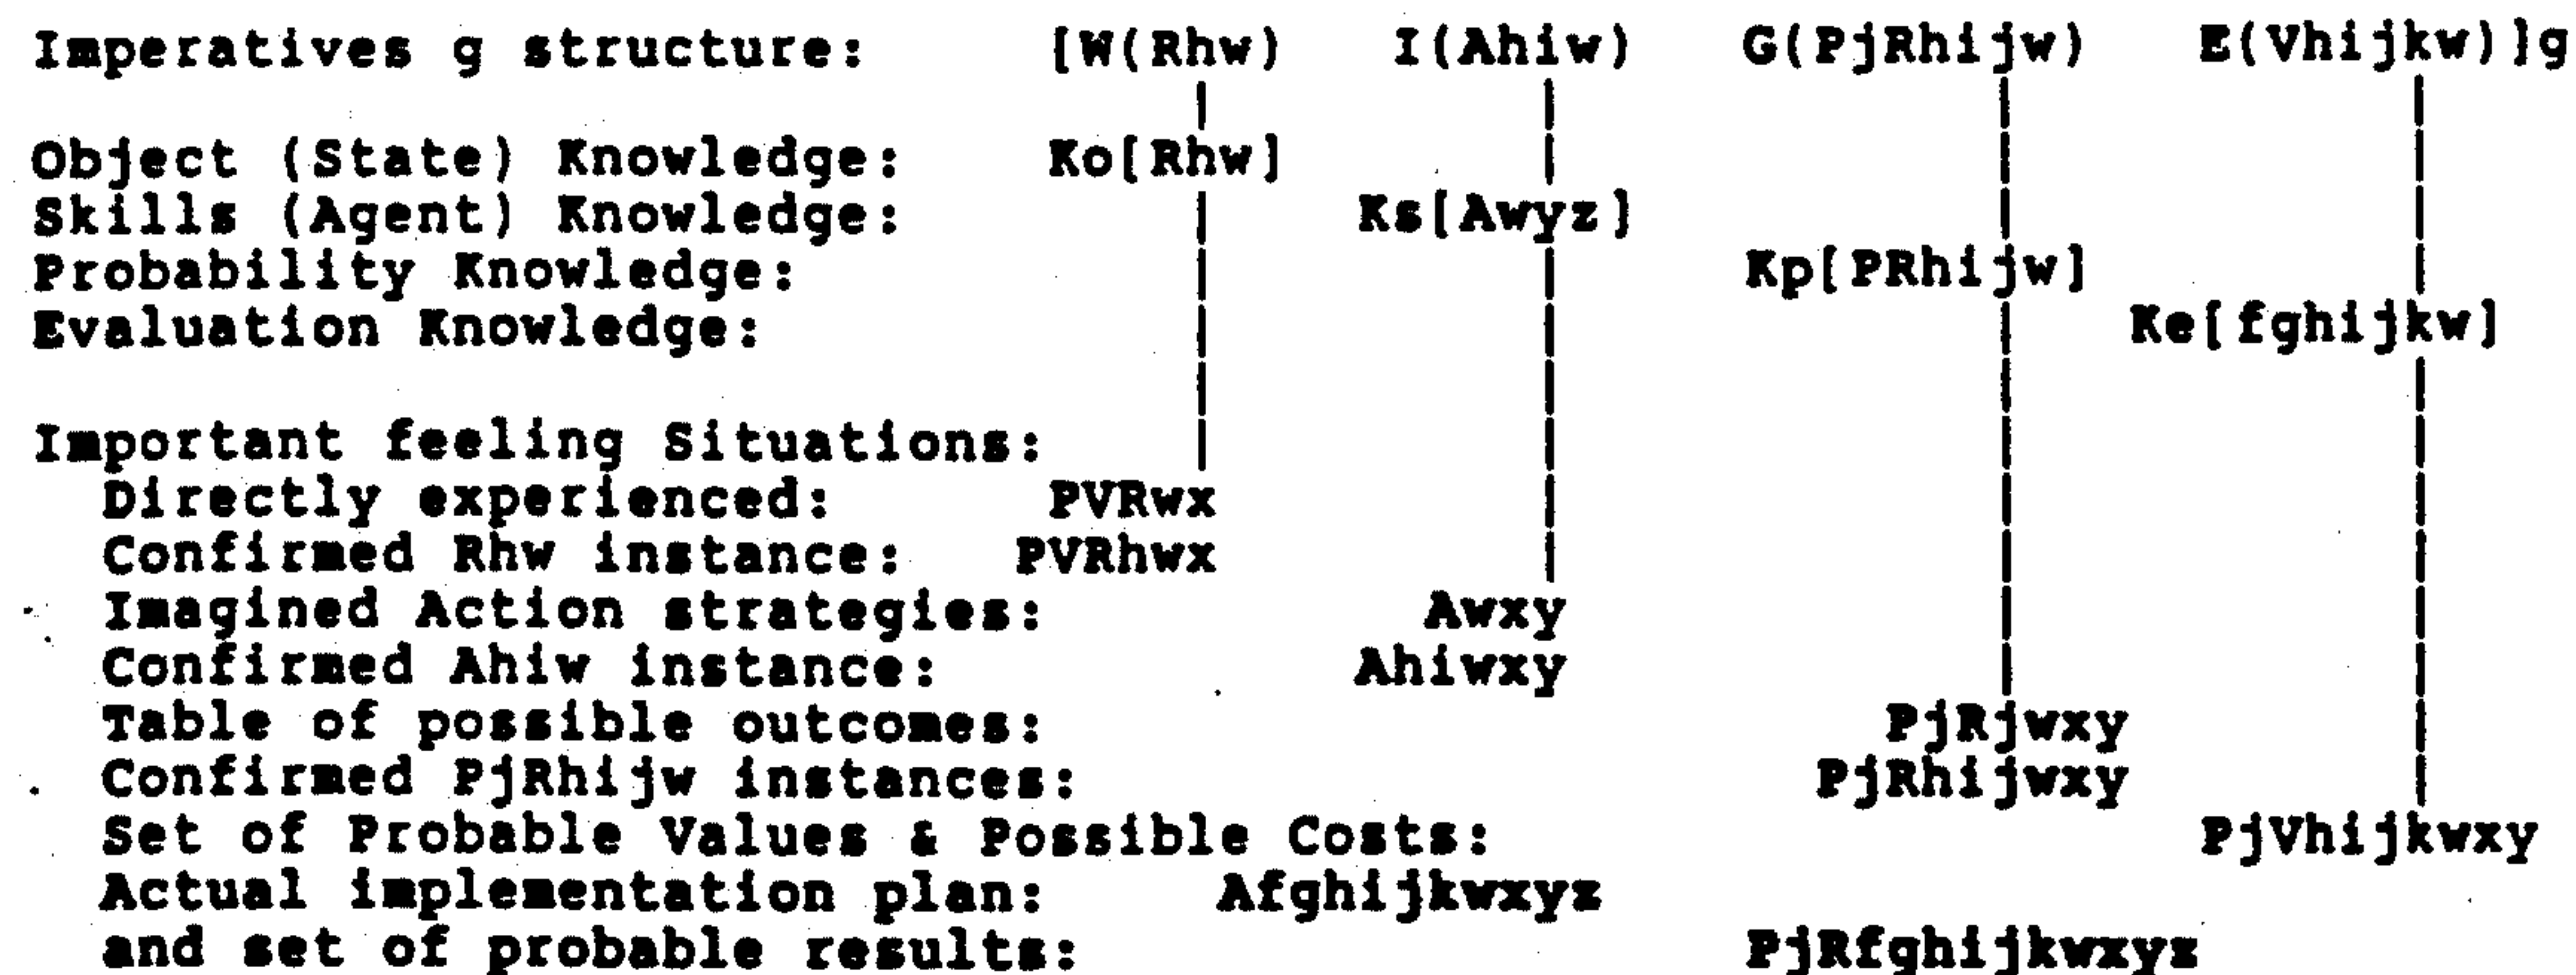 Imperatives g structure: [W(Rhw) I(Ahiw) G(PjRhijw) E(Vhijkw)]g
Object (State) Knowledge: Ko[Rhw]
Skills (Agent) Knowledge: Ks[Awyz]
Probability Knowledge: Kp[PRhijw]
Evaluation Knowledge: Ke[fghijkw]
Important feeling Situations:
Directly experienced: PVRwx
Confirmed Rhw instance: PVRhwx
Imagined Action strategies: Awxy
Confirmed Ahiw instance: Ahiwxy
Table of possible outcomes: PjRjwxy
Confirmed PjRhijw instances: PjRhijwxy
Set of Probable Values & Possible Costs: PjVhijkwxy
Actual implementation plan: Afghijkwxyz
and set of probable results: PjRfghijkwxyz